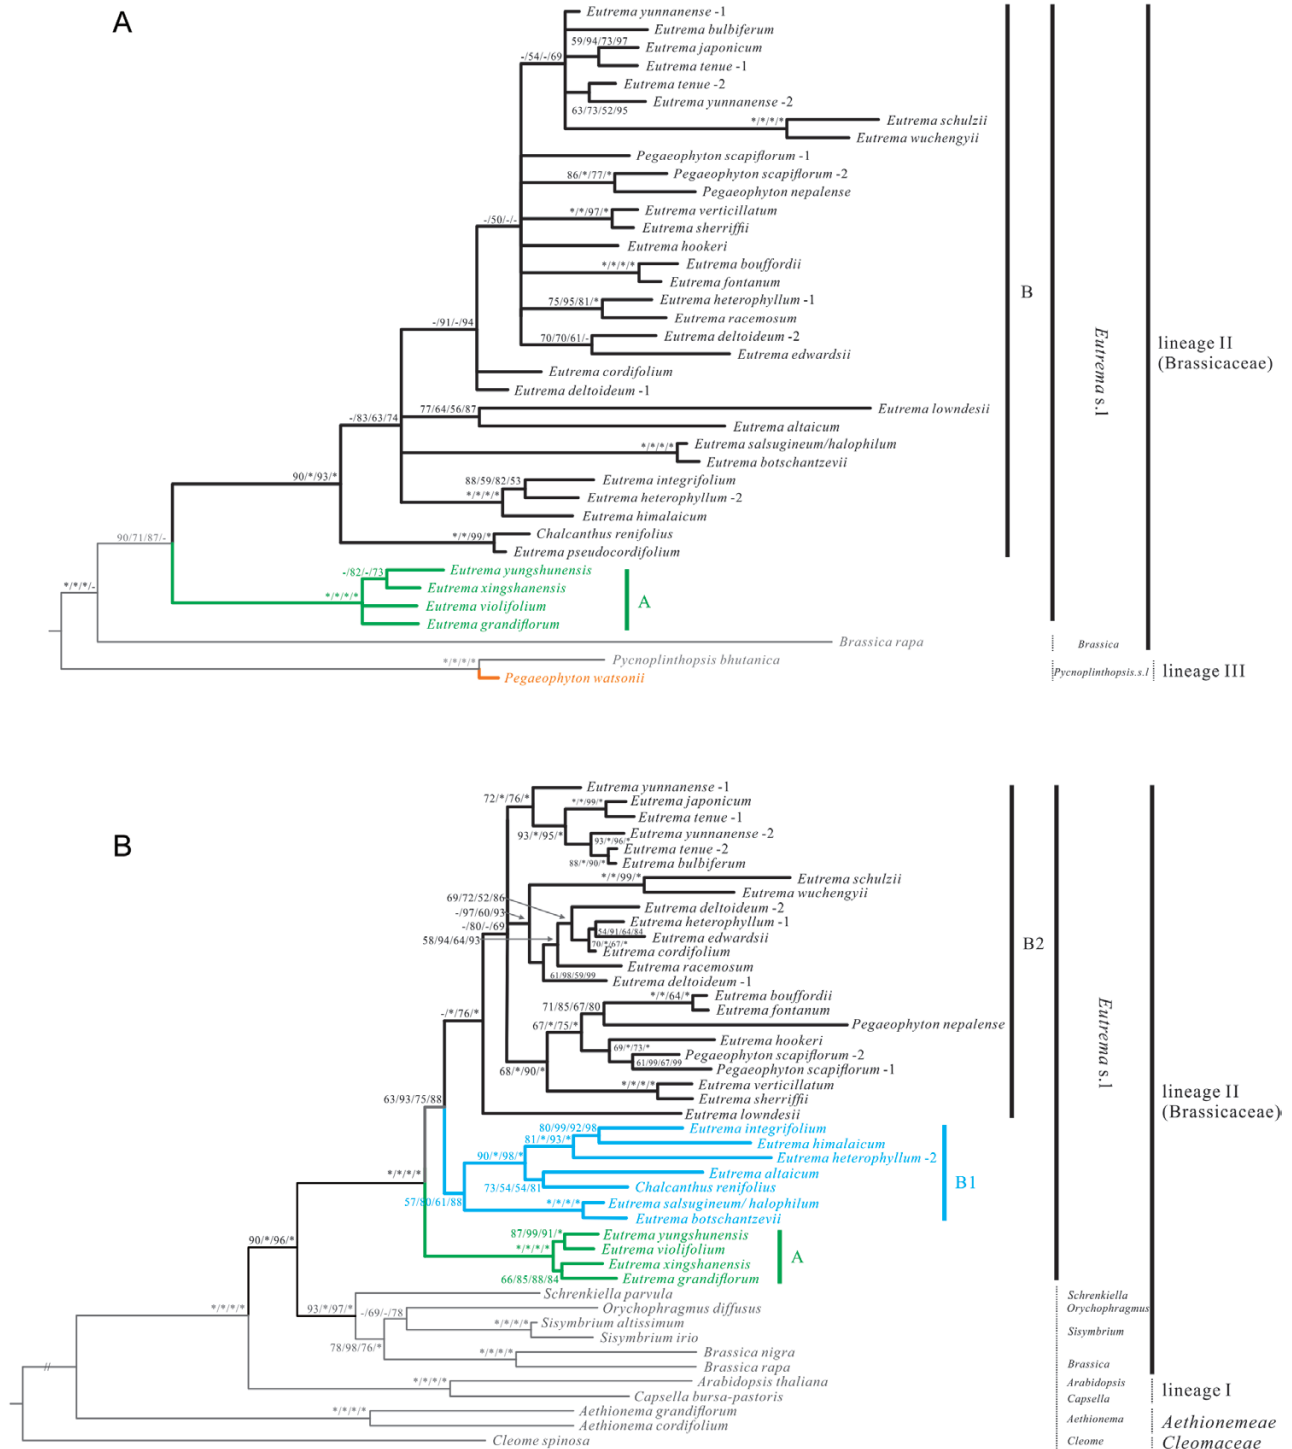 A
Eutrema yunnanense -1
Eutrema bulbiferum
59/94/73/97
Eutrema japonicum
-/54/-/69
Eutrema tenue -1
Eutrema tenue -2
Eutrema yunnanense -2
63/73/52/95
*/*/*/*
Eutrema schulzii
Eutrema wuchengyii
Pegaeophyton scapiflorum -1
86/*/77/*
Pegaeophyton scapiflorum -2
Pegaeophyton nepalense
*/*/97/*
Eutrema verticillatum
-/50/-/-
Eutrema sherriffii
Eutrema hookeri
*/*/*/*
Eutrema bouffordii
Eutrema fontanum
B
75/95/81/*
Eutrema heterophyllum -1
Eutrema racemosum
-/91/-/94
70/70/61/-
Eutrema deltoideum -2
Eutrema edwardsii
Eutrema s.l
lineage II
(Brassicaceae)
Eutrema cordifolium
Eutrema deltoideum -1
77/64/56/87
Eutrema lowndesii
-/83/63/74
Eutrema altaicum
*/*/*/*
Eutrema salsugineum/halophilum
Eutrema botschantzevii
90/*/93/*
88/59/82/53
Eutrema integrifolium
*/*/*/*
Eutrema heterophyllum -2
Eutrema himalaicum
*/*/99/*
Chalcanthus renifolius
90/71/87/-
Eutrema pseudocordifolium
-/82/-/73
Eutrema yungshunensis
*/*/*/-
Eutrema xingshanensis
*/*/*/*
Eutrema violifolium
A
Eutrema grandiflorum
Brassica rapa
Brassica
*/*/*/*
Pycnoplinthopsis bhutanica
Pegaeophyton watsonii
Pycnoplinthopsis.s.l
lineage III
B
Eutrema yunnanense -1
72/*/76/*
*/*/99/*
Eutrema japonicum
Eutrema tenue -1
93/*/95/*
Eutrema yunnanense -2
93/*/96/*
Eutrema tenue -2
88/*/90/*
Eutrema bulbiferum
*/*/99/*
Eutrema schulzii
Eutrema wuchengyii
69/72/52/86
Eutrema deltoideum -2
-/97/60/93
Eutrema heterophyllum -1
-/80/-/69
54/91/64/84
Eutrema edwardsii
58/94/64/93
70/*/67/*
Eutrema cordifolium
B2
Eutrema racemosum
61/98/59/99
Eutrema deltoideum -1
*/*/64/*
Eutrema bouffordii
71/85/67/80
Eutrema fontanum
-/*/76/*
67/*/75/*
Pegaeophyton nepalense
Eutrema hookeri
69/*/73/*
Pegaeophyton scapiflorum -2
61/99/67/99
Pegaeophyton scapiflorum -1
68/*/90/*
*/*/*/*
Eutrema verticillatum
Eutrema sherriffii
63/93/75/88
Eutrema lowndesii
Eutrema s.l
lineage II
(Brassicaceae)
80/99/92/98
Eutrema integrifolium
81/*/93/*
Eutrema himalaicum
90/*/98/*
Eutrema heterophyllum -2
*/*/*/*
Eutrema altaicum
73/54/54/81
Chalcanthus renifolius
B1
57/80/61/88
*/*/*/*
Eutrema salsugineum/ halophilum
Eutrema botschantzevii
87/99/91/*
Eutrema yungshunensis
90/*/96/*
*/*/*/*
Eutrema violifolium
A
Eutrema xingshanensis
66/85/88/84
Eutrema grandiflorum
Schrenkiella parvula
Schrenkiella
*/*/*/*
93/*/97/*
-/69/-/78
Orychophragmus diffusus
Orychophragmus
*/*/*/*
Sisymbrium altissimum
Sisymbrium irio
Sisymbrium
78/98/76/*
*/*/*/*
Brassica nigra
Brassica rapa
Brassica
*/*/*/*
Arabidopsis thaliana
Arabidopsis
Capsella bursa-pastoris
Capsella
lineage I
*/*/*/*
Aethionema grandiflorum
Aethionema cordifolium
Aethionema
Aethionemeae
Cleome spinosa
Cleome
Cleomaceae